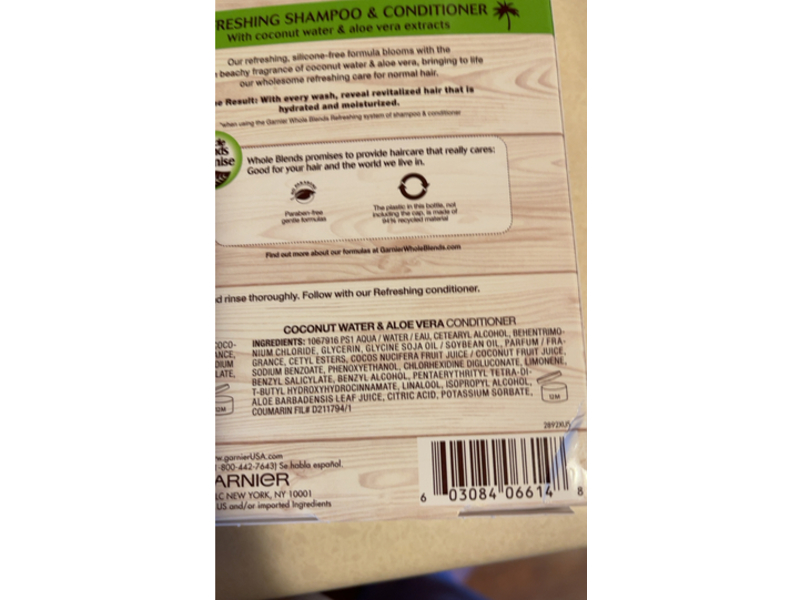 RESHING SHAMPOO & CONDITIONER
With coconut water & aloe vera extracts
Our refreshing, silicone-free formula blooms with the
beachy fragrance of coconut water & aloe vera, bringing to life
our wholesome refreshing care for normal hair.
e Result: With every wash, reveal revitalized hair that is
hydrated and moisturized.
*when using the Garnier Whole Blends Refreshing system of shampoo & conditioner
Whole Blends promises to provide haircare that really cares:
Good for your hair and the world we live in.
Paraben-free
gentle formulas
The plastic in this bottle, not
including the cap, is made of
94% recycled material
Find out more about our formulas at GarnierWholeBlends.com
d rinse thoroughly. Follow with our Refreshing conditioner.
COCONUT WATER & ALOE VERA CONDITIONER
INGREDIENTS: 1067916 PS1 AQUA / WATER / EAU, CETEARYL ALCOHOL, BEHENTRIMO-
NIUM CHLORIDE, GLYCERIN, GLYCINE SOJA OIL / SOYBEAN OIL, PARFUM / FRA-
GRANCE, CETYL ESTERS, COCOS NUCIFERA FRUIT JUICE / COCONUT FRUIT JUICE,
SODIUM BENZOATE, PHENOXYETHANOL, CHLORHEXIDINE DIGLUCONATE, LIMONENE,
BENZYL SALICYLATE, BENZYL ALCOHOL, PENTAERYTHRITYL TETRA-DI-
T-BUTYL HYDROXYHYDROCINNAMATE, LINALOOL, ISOPROPYL ALCOHOL,
ALOE BARBADENSIS LEAF JUICE, CITRIC ACID, POTASSIUM SORBATE,
COUMARIN FIL# D211794/1
COCO-
ANCE,
DIUM
LATE,
12M
2892XUS
w.garnierUSA.com
-800-442-7643) Se habla español.
ARNIER
LC NEW YORK, NY 10001
US and/or imported Ingredients
6 03084 06614 8